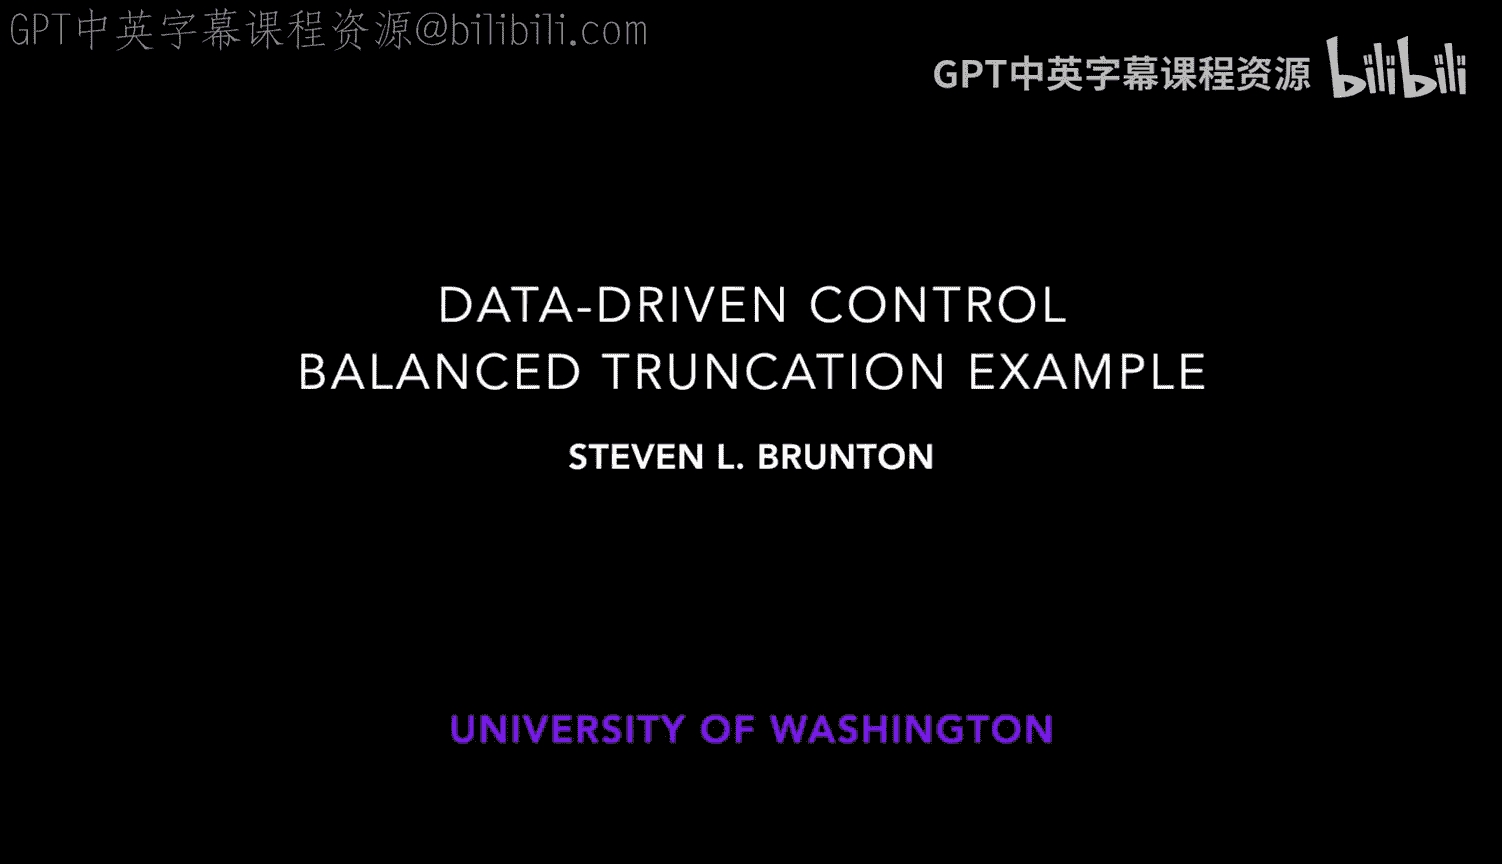 GPT中英字幕课程资源@bilibili.com
GPT中英字幕课程资源 bilibili
DATA-DRIVEN CONTROL
BALANCED TRUNCATION EXAMPLE
STEVEN L. BRUNTON
UNIVERSITY OF WASHINGTON